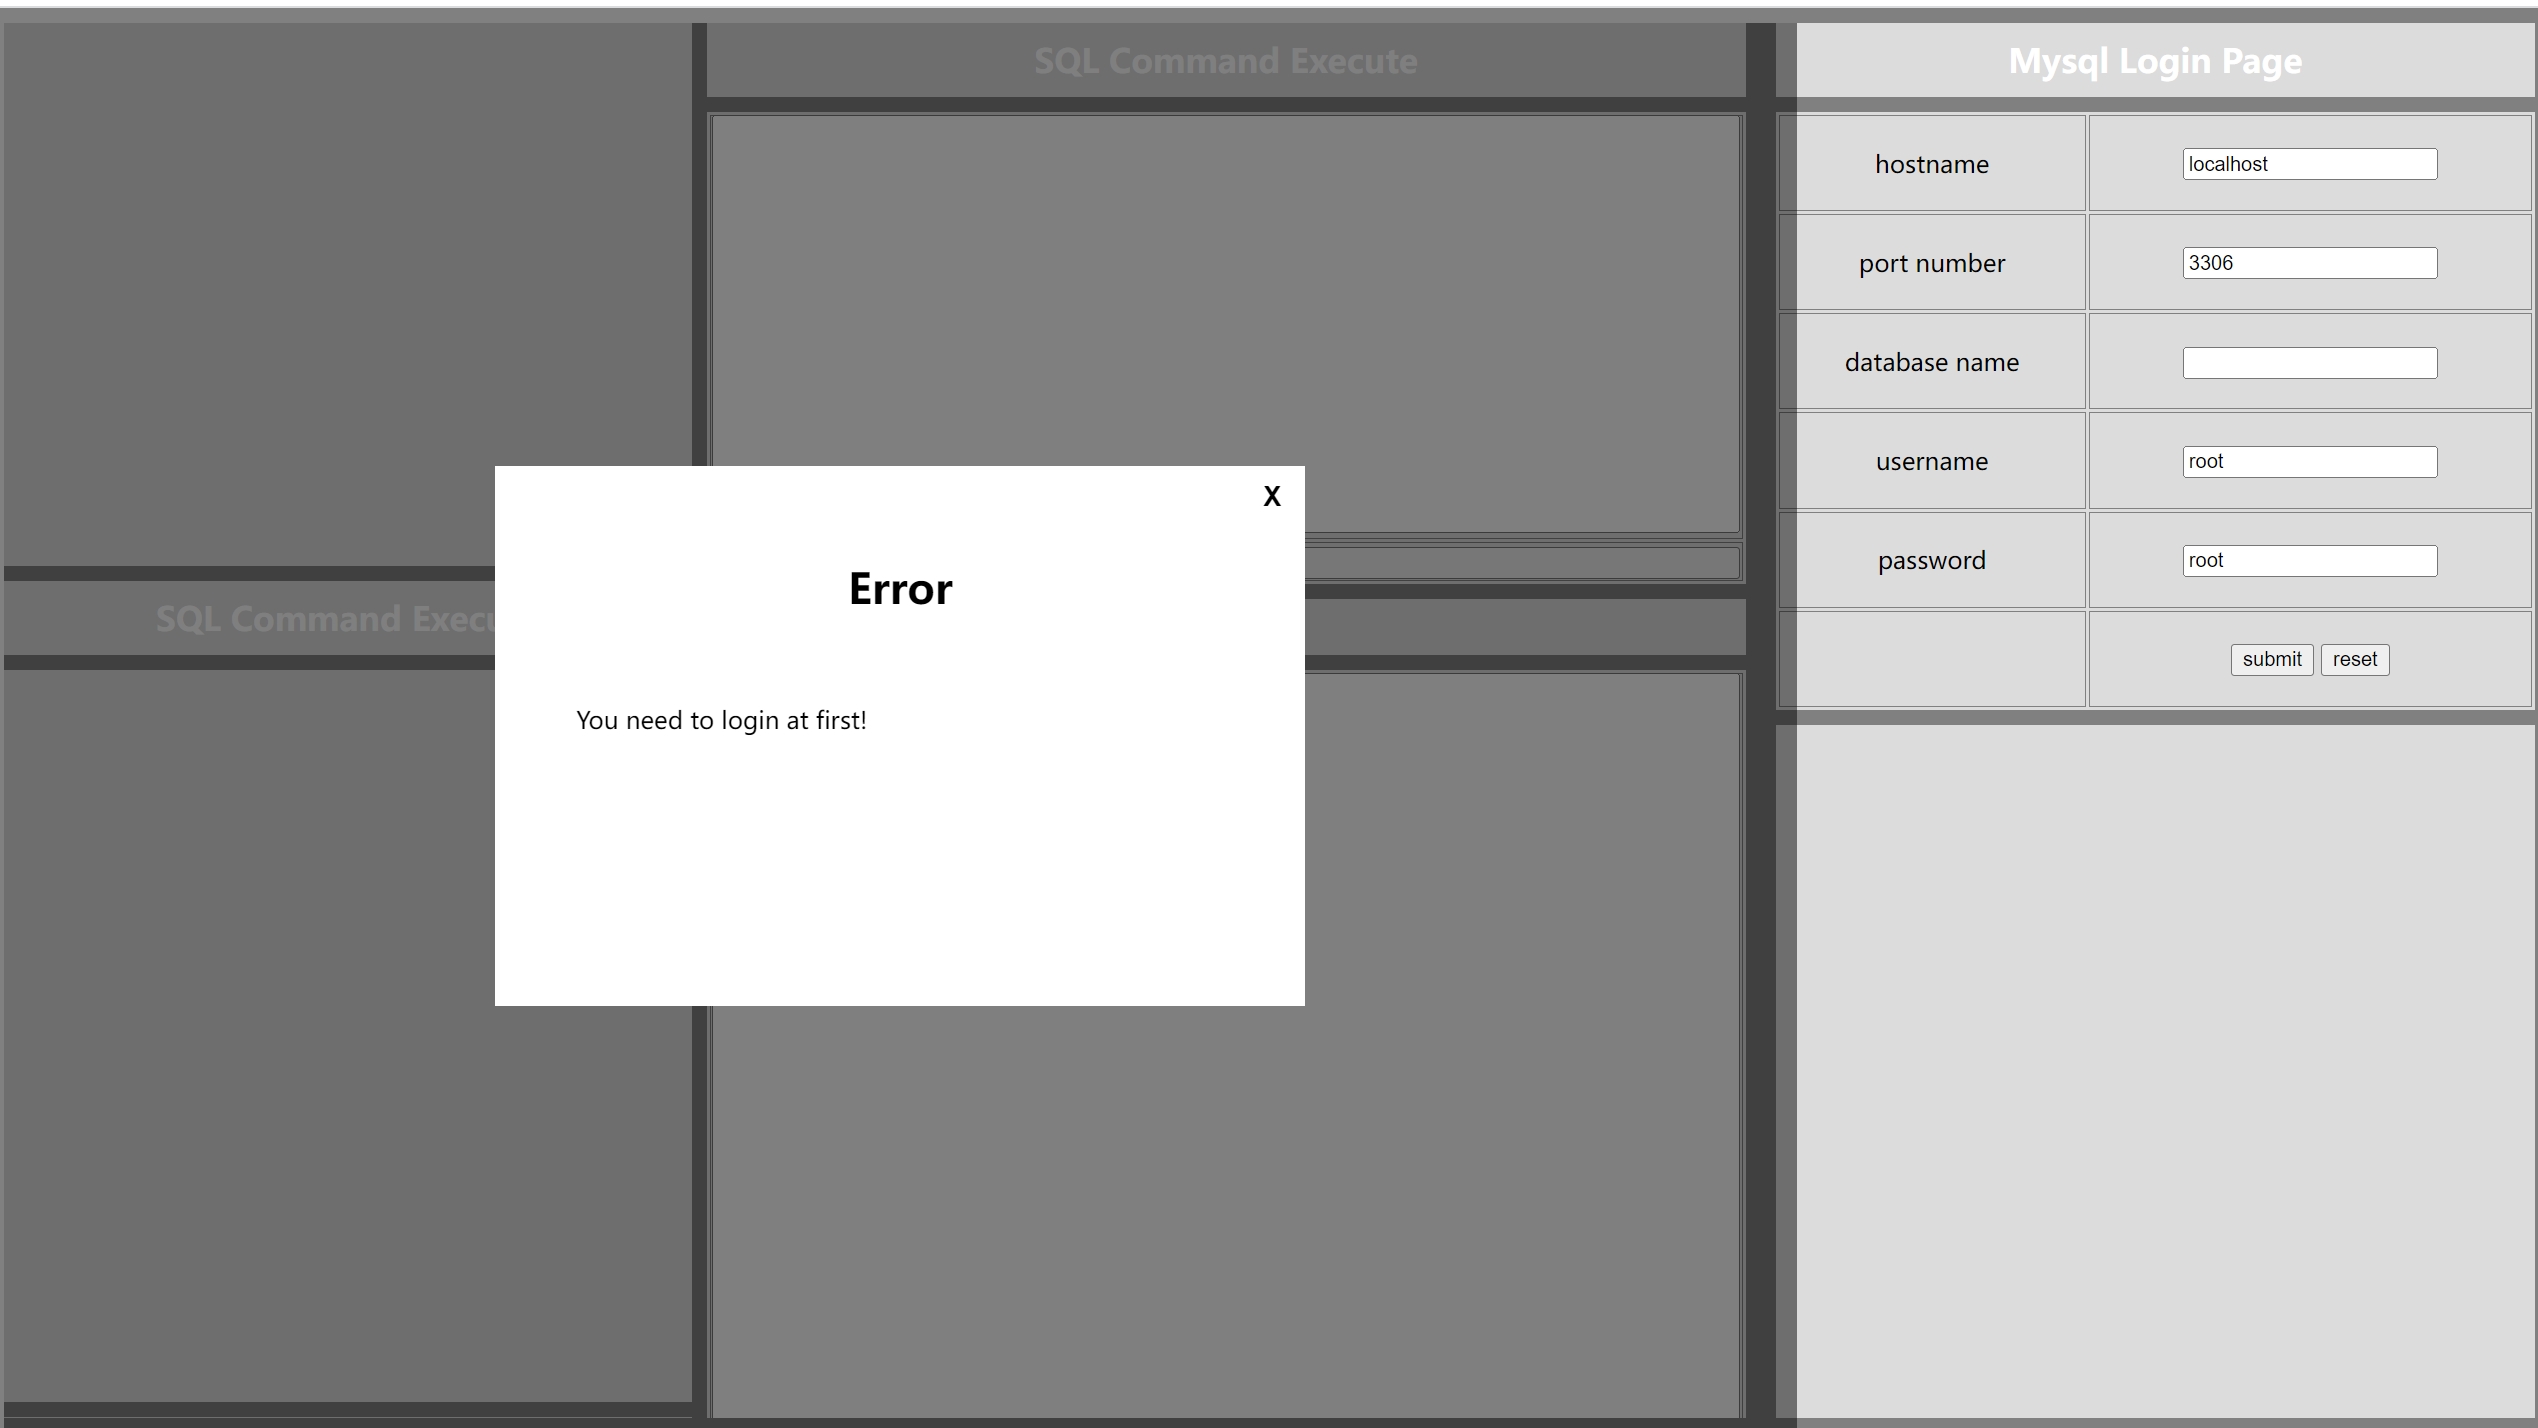 SQL Command Execute
Mysql Login Page
hostname
localhost
port number
3306
database name
username
root
password
root
submit
reset
X
Error
You need to login at first!
SQL Command Execu